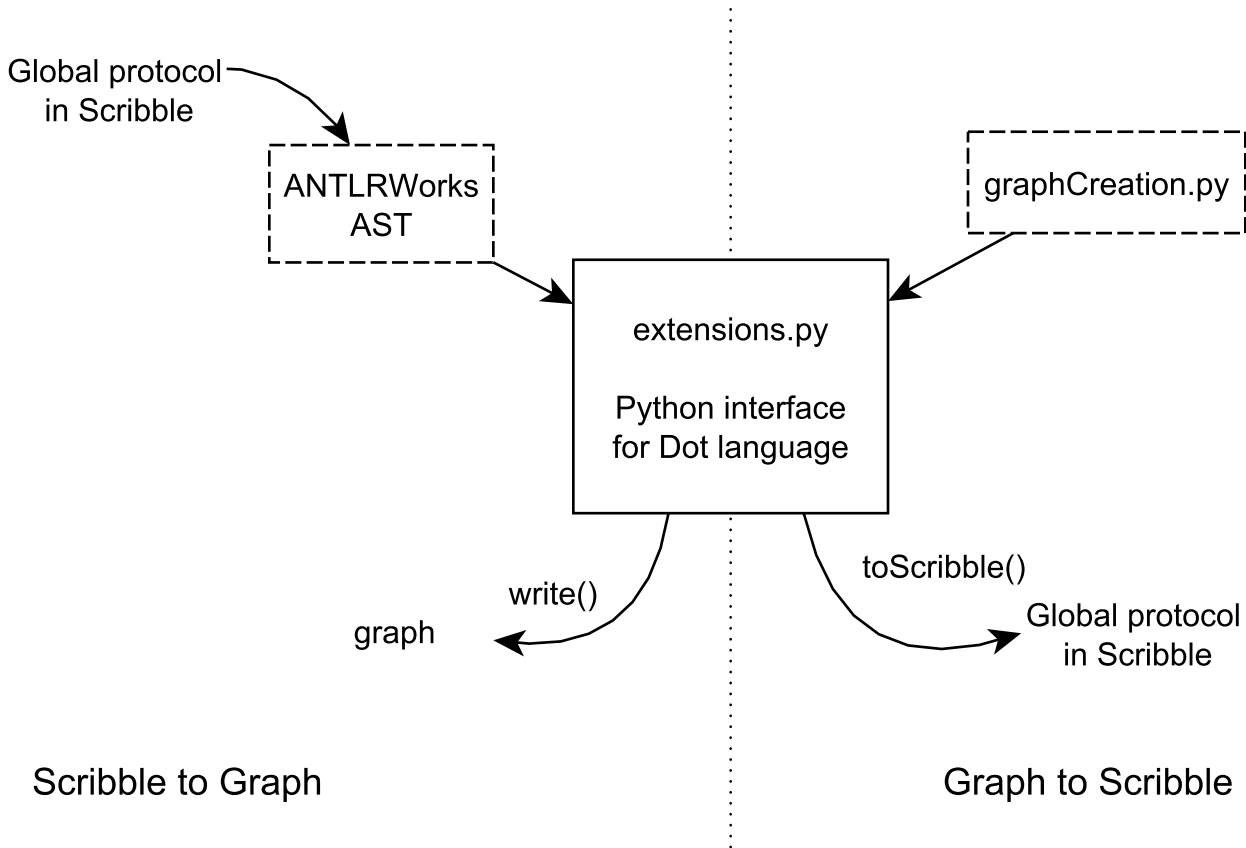 Global protocol
in Scribble
ANTLRWorks
AST
graphCreation.py
extensions.py
Python interface
for Dot language
write()
graph
toScribble()
Global protocol
in Scribble
Scribble to Graph
Graph to Scribble